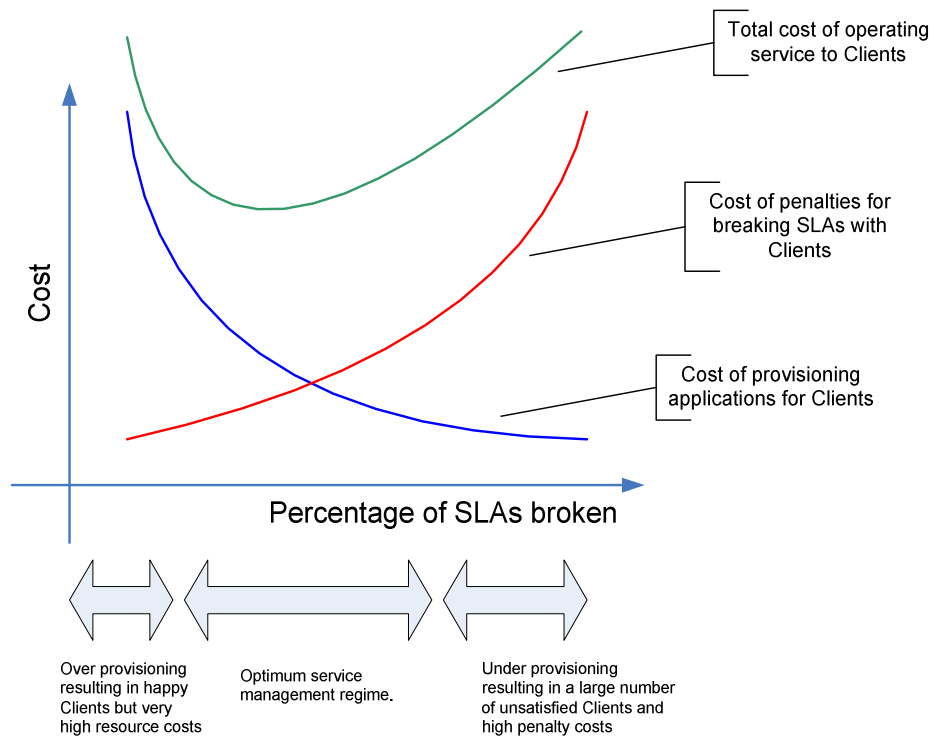 Total cost of operating
service to Clients
Cost of penalties for
breaking SLAs with
Clients
Cost
Cost of provisioning
applications for Clients
Percentage of SLAs broken
Over provisioning
resulting in happy
Clients but very
high resource costs
Optimum service
management regime.
Under provisioning
resulting in a large number
of unsatisfied Clients and
high penalty costs